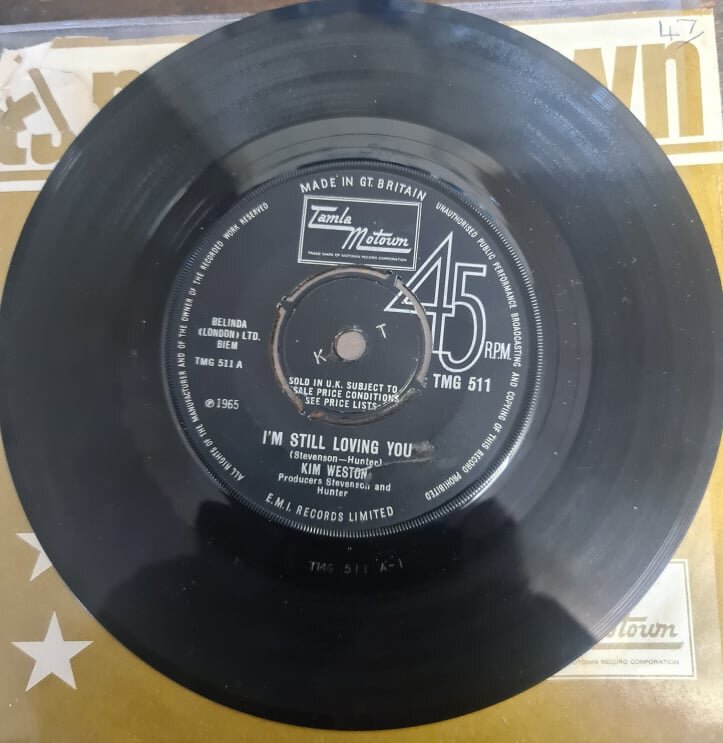 47/
wn
MADE IN GT. BRITAIN
Tamla
Motown
TRADE MARK OF MOTOWN RECORD CORPORATION
ALL RIGHTS OF THE MANUFACTURER AND OF THE OWNER OF THE RECORDED WORK RESERVED
UNAUTHORISED PUBLIC PERFORMANCE BROADCASTING AND COPYING OF THIS RECORD PROHIBITED
45
R.P.M.
BELINDA
(LONDON) LTD.
BIEM
TMG 511 A
℗ 1965
K T
SOLD IN U.K. SUBJECT TO
SALE PRICE CONDITIONS
SEE PRICE LISTS
TMG 511
I'M STILL LOVING YOU
(Stevenson—Hunter)
KIM WESTON
Producers Stevenson and
Hunter
E.M.I. RECORDS LIMITED
TMG 511 A-1
town
MOTOWN RECORD CORPORATION